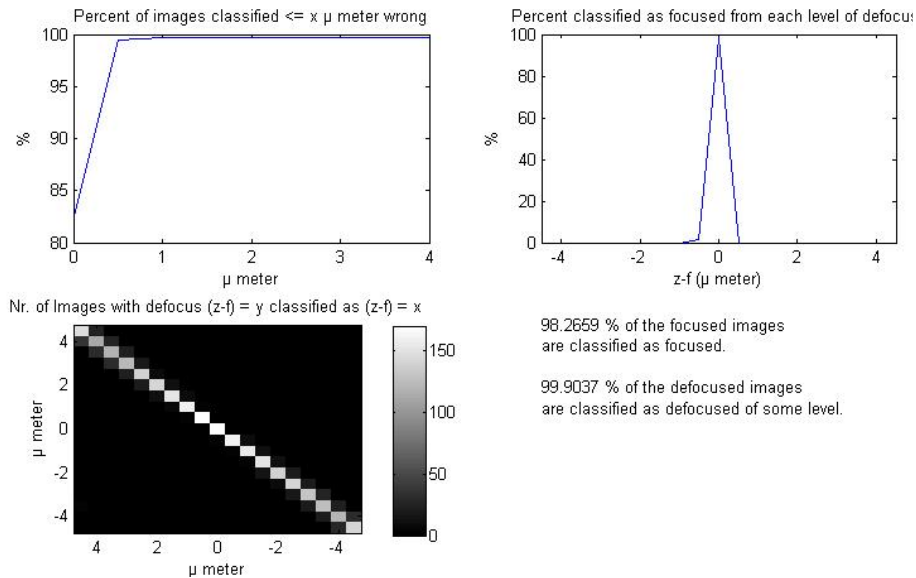 Percent of images classified <= x µ meter wrong
100
95
90
85
80
%
0 1 2 3 4
µ meter
Percent classified as focused from each level of defocus
100
80
60
40
20
0
%
-4 -2 0 2 4
z-f (µ meter)
Nr. of Images with defocus (z-f) = y classified as (z-f) = x
4
2
0
-2
-4
µ meter
4 2 0 -2 -4
µ meter
150
100
50
0
98.2659 % of the focused images
are classified as focused.
99.9037 % of the defocused images
are classified as defocused of some level.